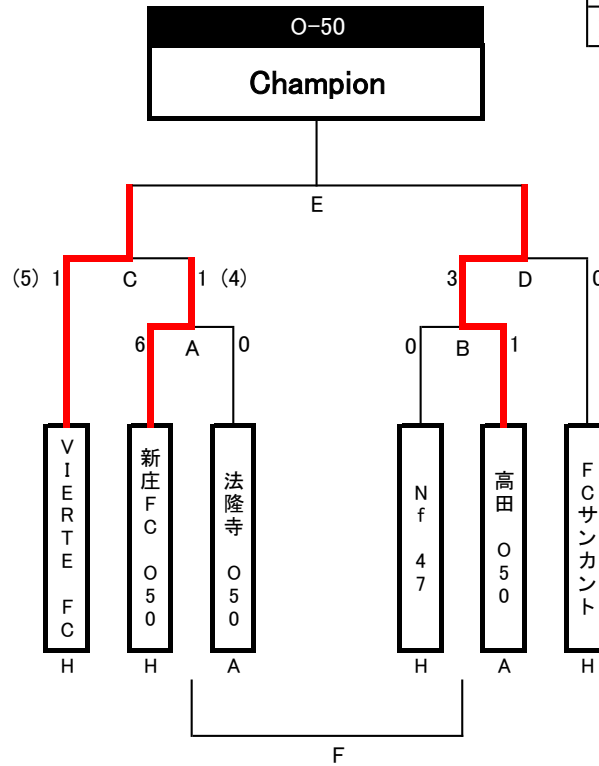 O-50
Champion
E
(5) 1
C
1 (4)
3
D
0
6
A
0
0
B
1
VIERTE FC
新庄FC O50
法隆寺 O50
Nf 47
高田 O50
FCサンカント
H
H
A
H
A
H
F